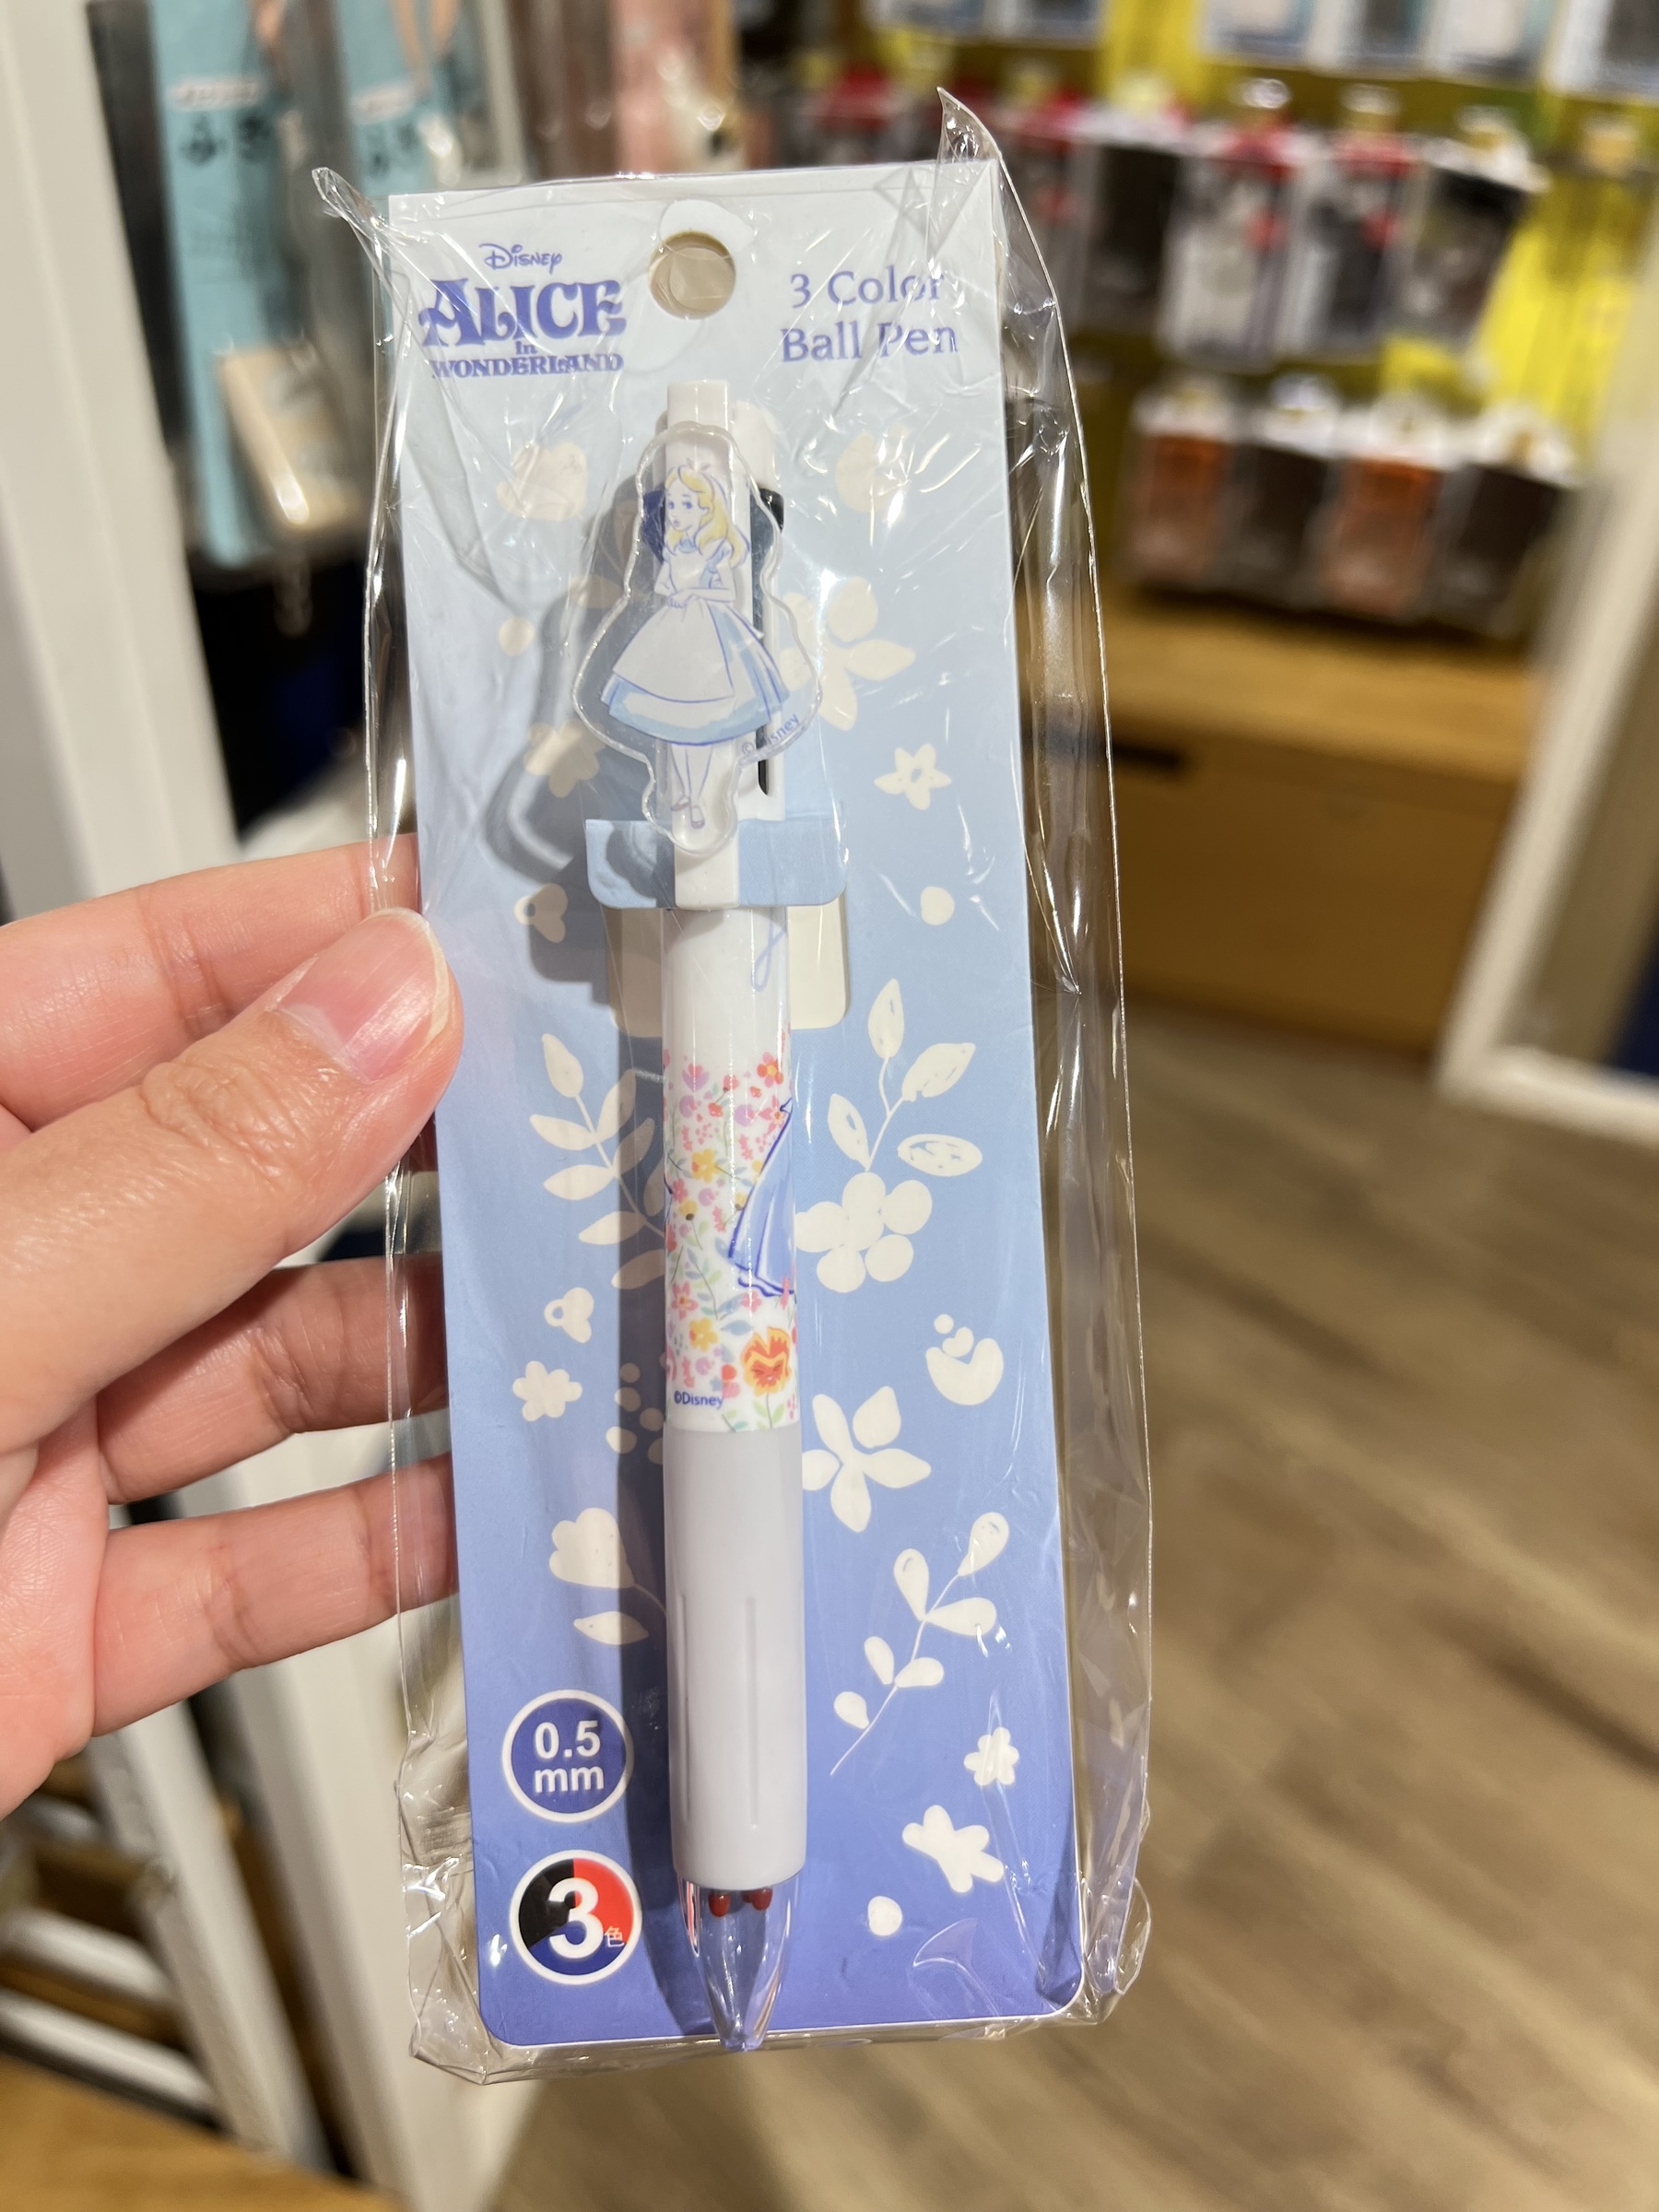 Disney
ALICE
in
WONDERLAND
3 Color
Ball Pen
© Disney
©Disney
0.5
mm
3色